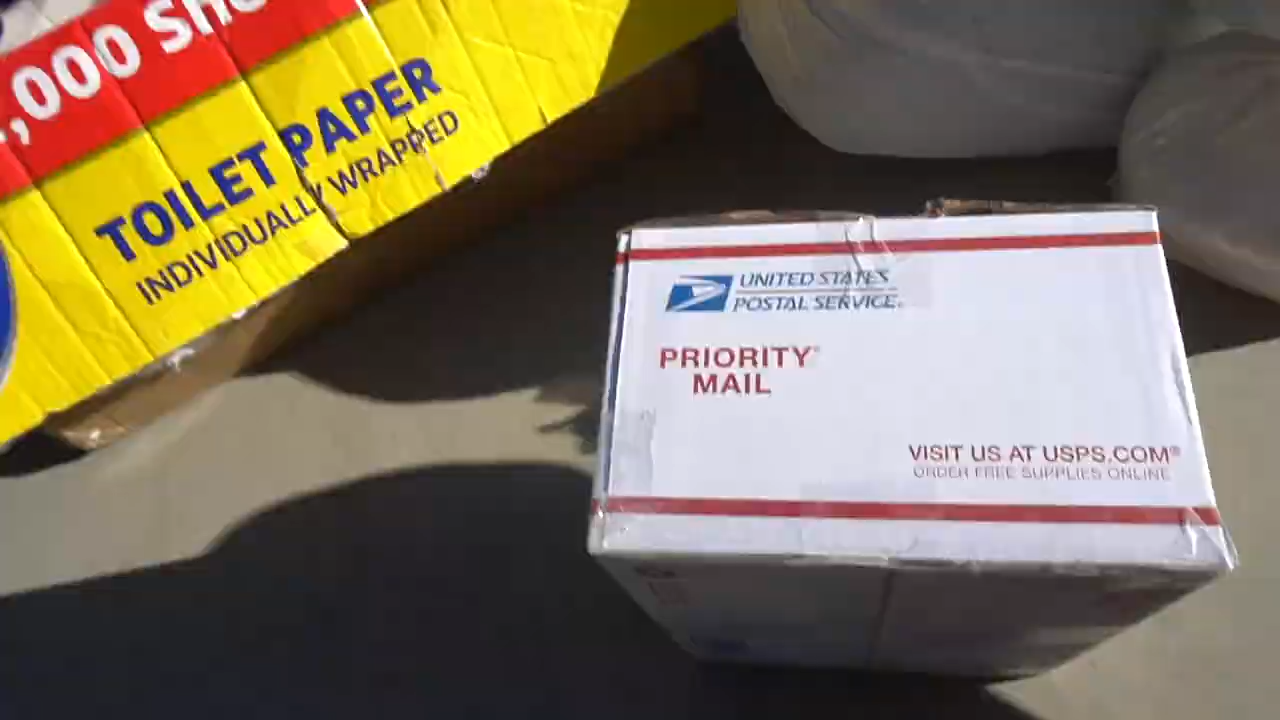 ,000 Sh
TOILET PAPER
INDIVIDUALLY WRAPPED
UNITED STATES
POSTAL SERVICE®
PRIORITY®
MAIL
VISIT US AT USPS.COM®
ORDER FREE SUPPLIES ONLINE